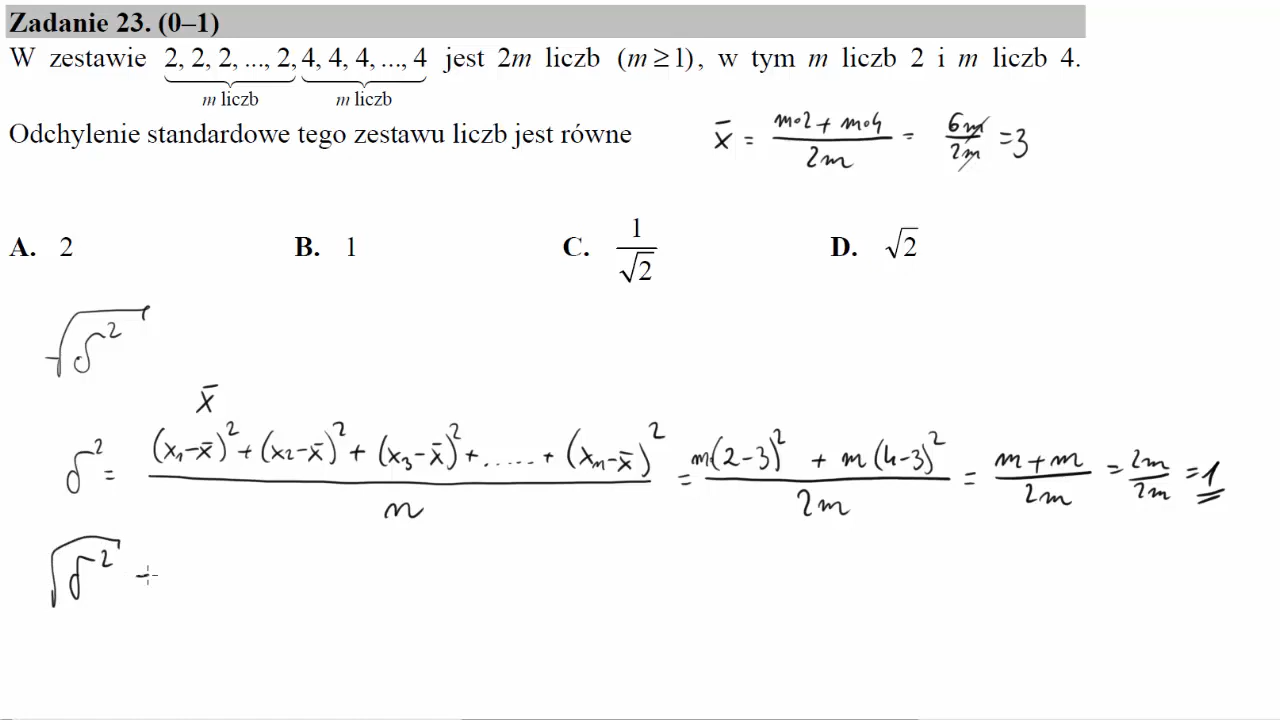 Zadanie 23. (0–1)
W zestawie 2, 2, 2, ..., 2, 4, 4, 4, ..., 4 jest 2m liczb (m ≥ 1), w tym m liczb 2 i m liczb 4.
m liczb m liczb
Odchylenie standardowe tego zestawu liczb jest równe
x̄ = (m·2 + m·4)/2m = 6m/2m = 3
A. 2 B. 1 C. 1/√2 D. √2
√δ²
x̄
δ² = ((x₁-x̄)² + (x₂-x̄)² + (x₃-x̄)² + ..... + (xₙ-x̄)²)/n = (m(2-3)² + m(4-3)²)/2m = (m+m)/2m = 2m/2m = 1
√δ² =